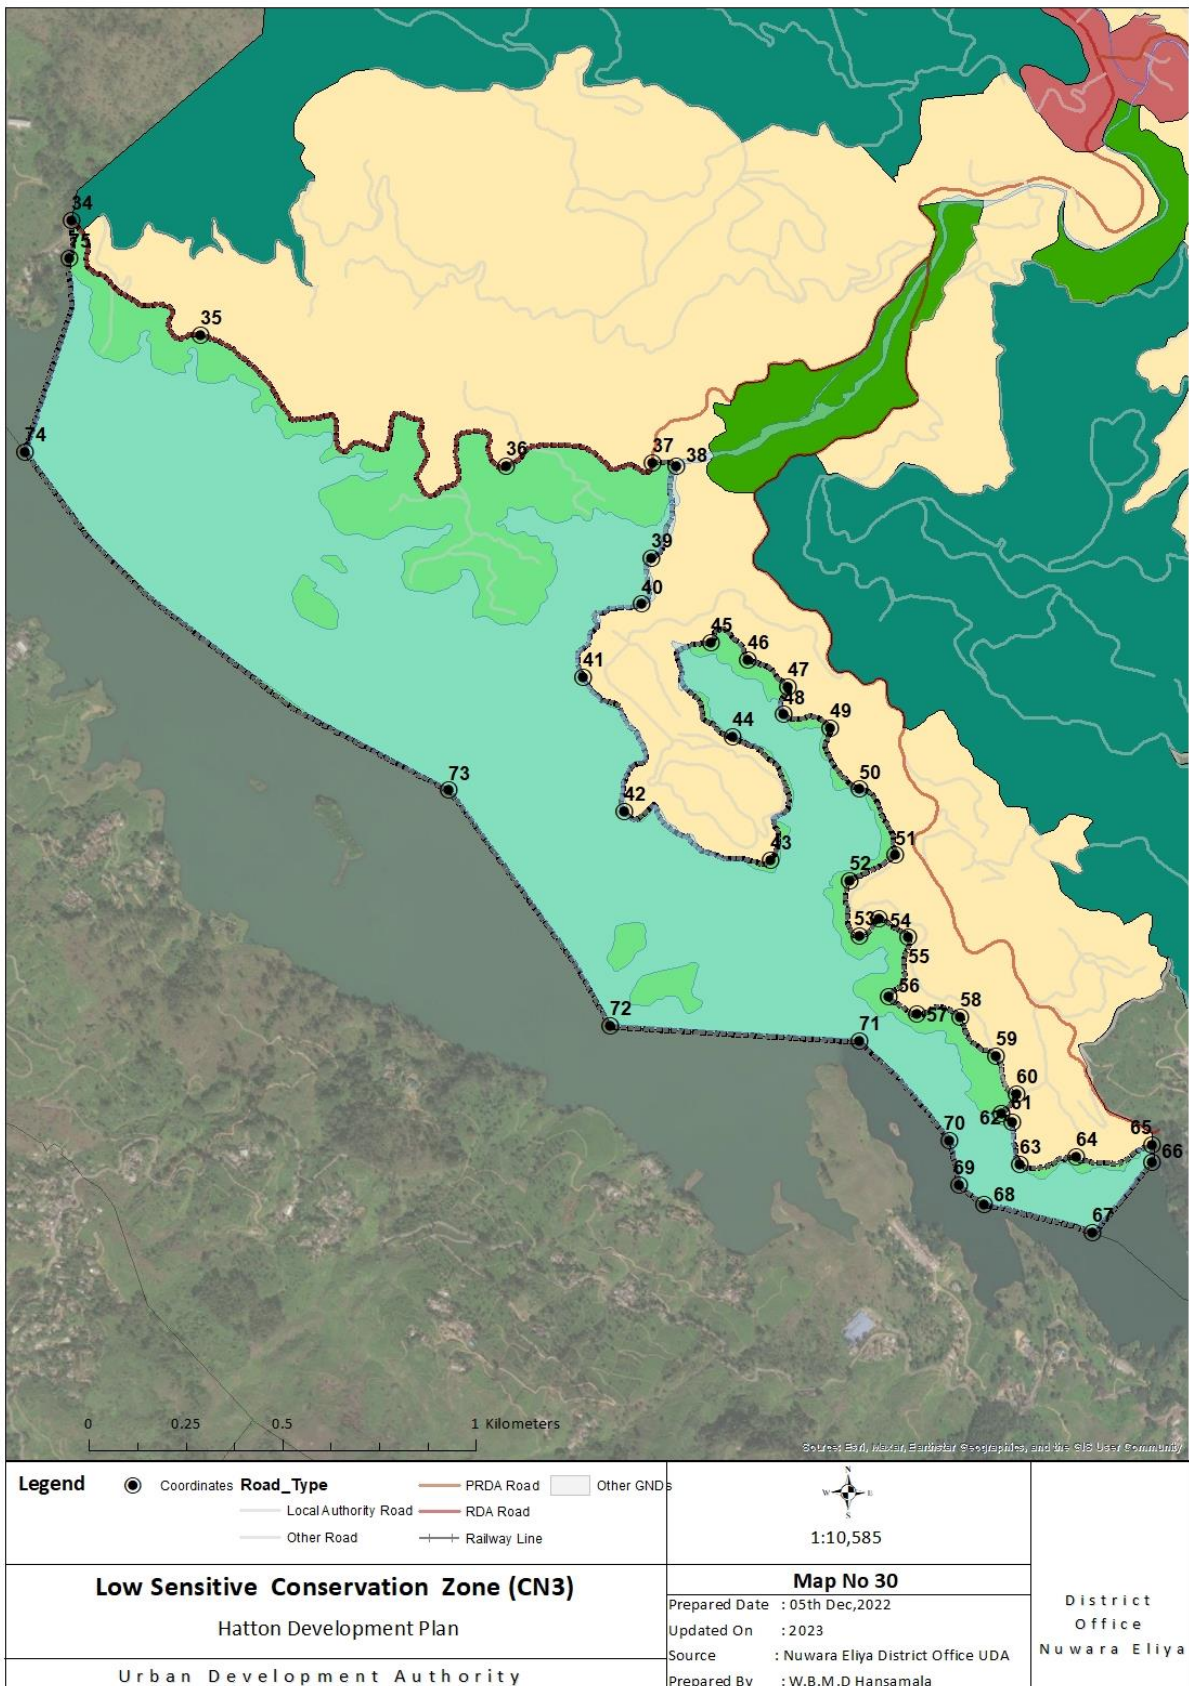 34
75
35
74
36
37
38
39
40
41
45
46
47
48
49
44
50
42
43
51
52
53
54
55
56
57
58
59
60
61
62
63
64
65
66
67
68
69
70
71
72
73
0 0.25 0.5 1 Kilometers
Source: Esri, Maxar, Earthstar Geographics, and the GIS User Community
Legend
Coordinates
Road_Type
Local Authority Road
Other Road
PRDA Road
RDA Road
Railway Line
Other GNDs
N
W E
S
1:10,585
Low Sensitive Conservation Zone (CN3)
Hatton Development Plan
Urban Development Authority
Map No 30
Prepared Date : 05th Dec,2022
Updated On : 2023
Source : Nuwara Eliya District Office UDA
Prepared By : W.B.M.D Hansamala
District
Office
Nuwara Eliya